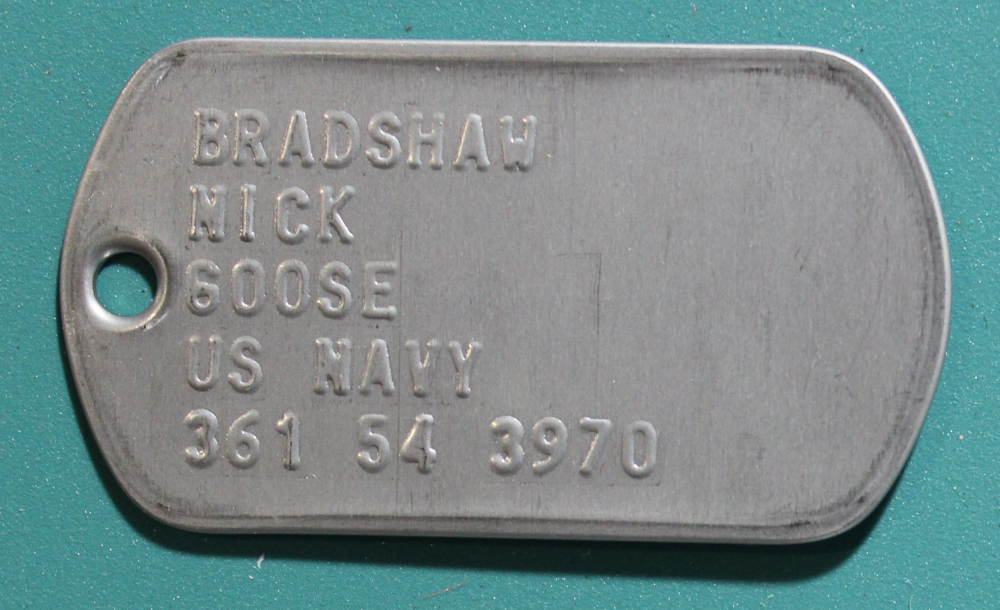 BRADSHAW
NICK
GOOSE
US NAVY
361 54 3970